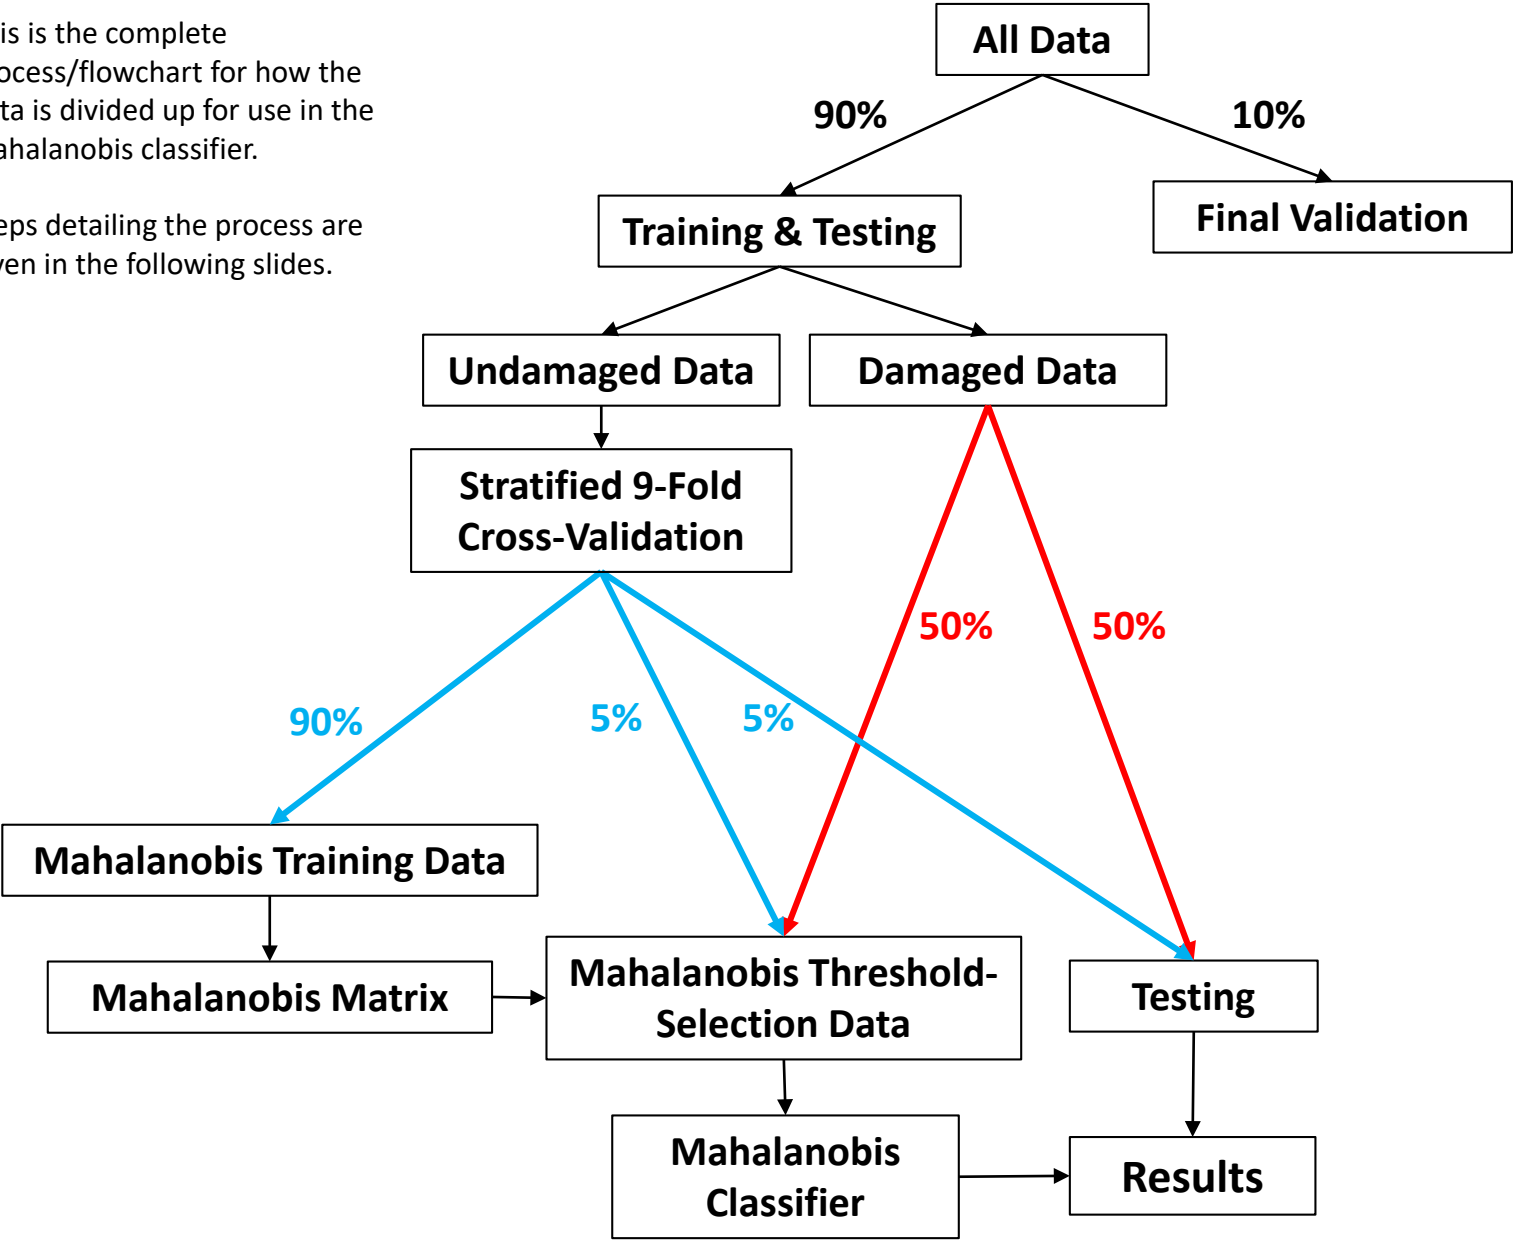 is is the complete
ocess/flowchart for how the
ta is divided up for use in the
ahalanobis classifier.
eps detailing the process are
ven in the following slides.
All Data
90%
10%
Training & Testing
Final Validation
Undamaged Data
Damaged Data
Stratified 9-Fold
Cross-Validation
50%
50%
90%
5%
5%
Mahalanobis Training Data
Mahalanobis Matrix
Mahalanobis Threshold-
Selection Data
Testing
Mahalanobis
Classifier
Results